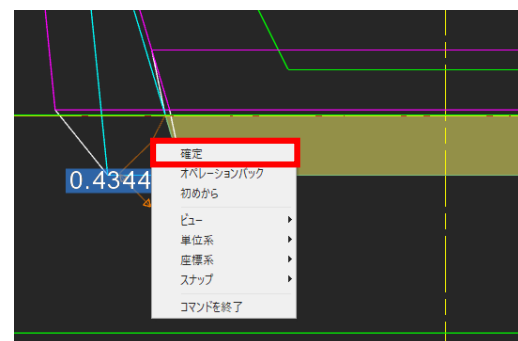 確定
0.4344
オペレーションバック
初めから
ビュー
単位系
座標系
スナップ
コマンドを終了